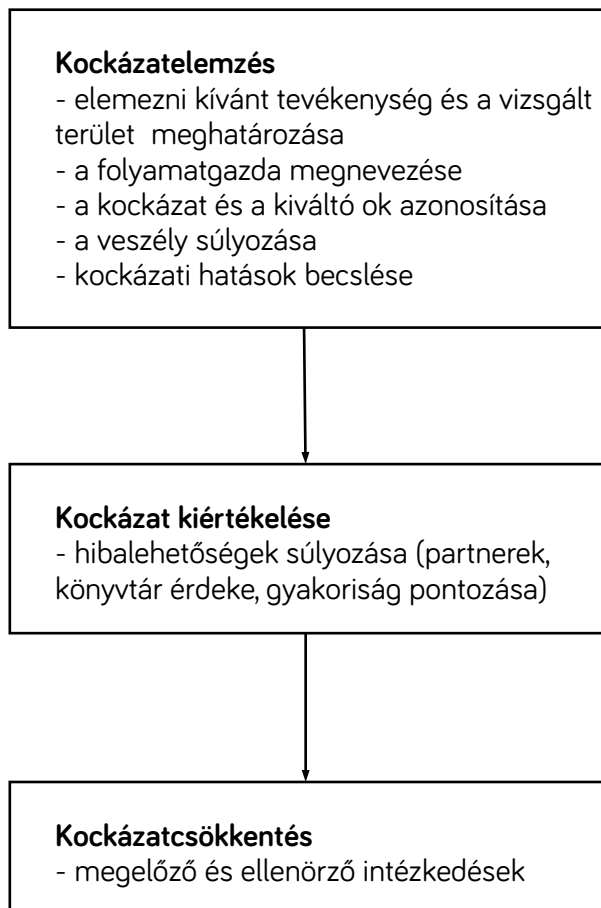 Kockázatelemzés
- elemezni kívánt tevékenység és a vizsgált
terület  meghatározása
- a folyamatgazda megnevezése
- a kockázat és a kiváltó ok azonosítása
- a veszély súlyozása
- kockázati hatások becslése
Kockázat kiértékelése
- hibalehetőségek súlyozása (partnerek,
könyvtár érdeke, gyakoriság pontozása)
Kockázatcsökkentés
- megelőző és ellenörző intézkedések